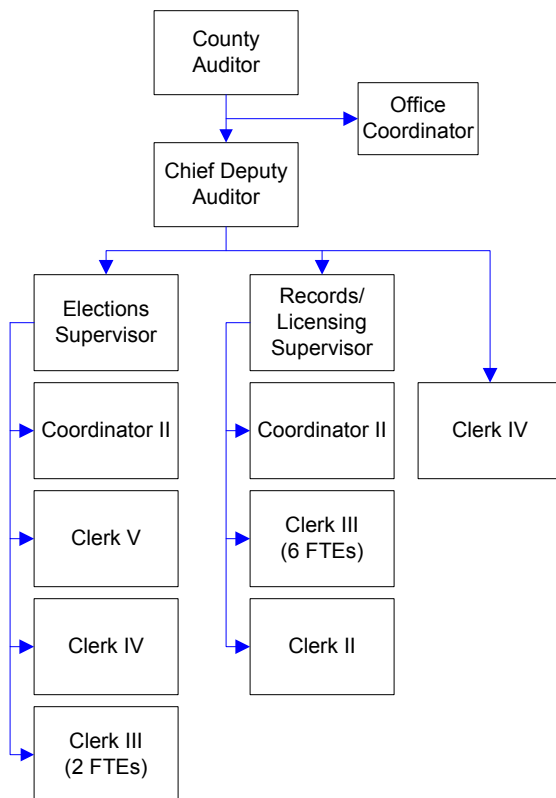 County
Auditor
Office
Coordinator
Chief Deputy
Auditor
Elections
Supervisor
Records/
Licensing
Supervisor
Coordinator II
Coordinator II
Clerk IV
Clerk V
Clerk III
(6 FTEs)
Clerk IV
Clerk II
Clerk III
(2 FTEs)